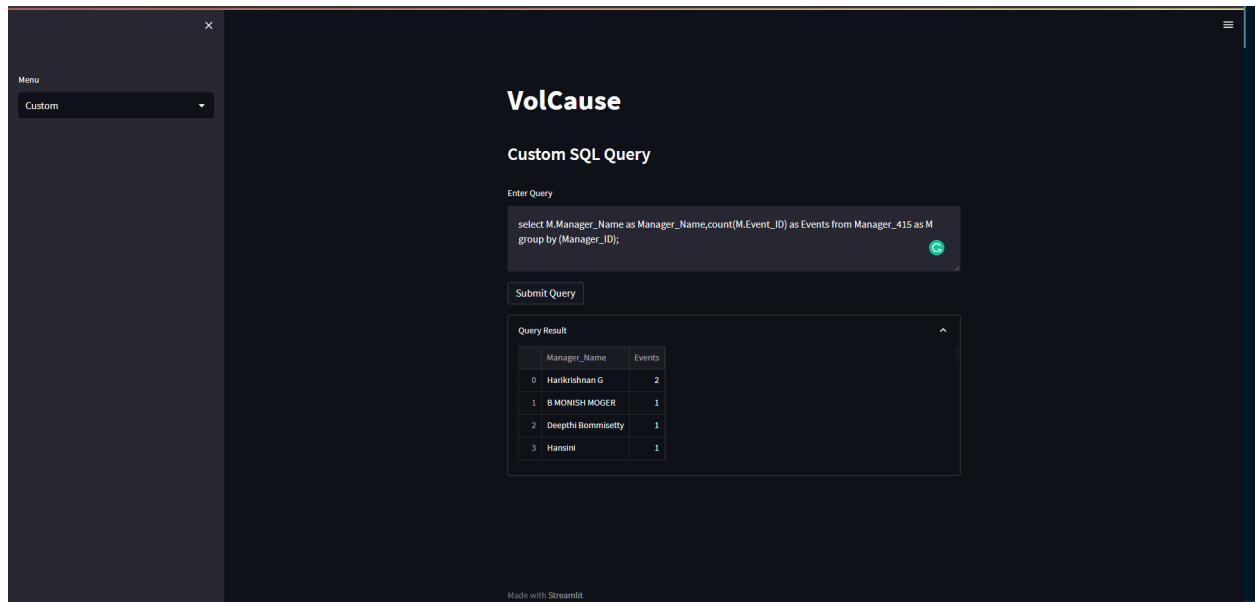 Menu
Custom
VolCause
Custom SQL Query
Enter Query
select M.Manager_Name as Manager_Name,count(M.Event_ID) as Events from Manager_415 as M
group by (Manager_ID);
Submit Query
Query Result
Manager_Name Events
0 Harikrishnan G 2
1 B MONISH MOGER 1
2 Deepthi Bommisetty 1
3 Hansini 1
Made with Streamlit